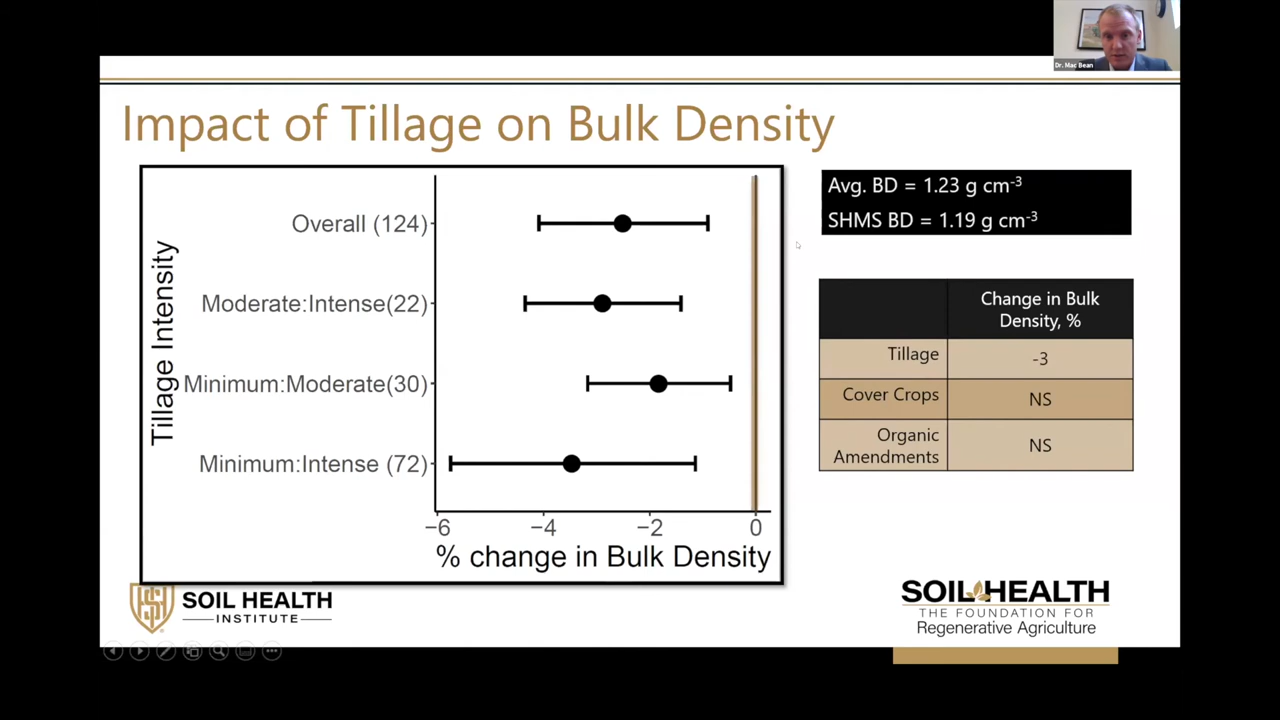 Dr. Mac Bean
Impact of Tillage on Bulk Density
Tillage Intensity
Overall (124)
Moderate:Intense(22)
Minimum:Moderate(30)
Minimum:Intense (72)
−6 −4 −2 0
% change in Bulk Density
Avg. BD = 1.23 g cm⁻³
SHMS BD = 1.19 g cm⁻³
Change in Bulk
Density, %
Tillage -3
Cover Crops NS
Organic
Amendments NS
SOIL HEALTH
INSTITUTE
SOIL HEALTH
THE FOUNDATION FOR
Regenerative Agriculture